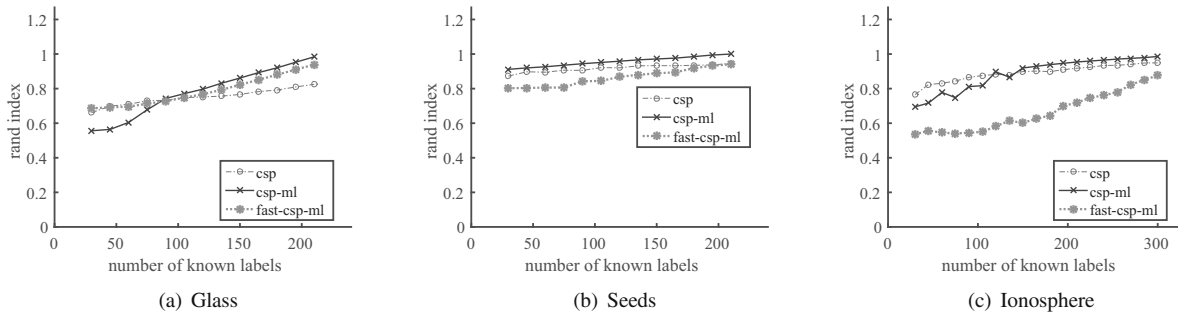 1.2
1
0.8
0.6
0.4
0.2
0
rand index
csp
csp-ml
fast-csp-ml
0 50 100 150 200
number of known labels
(a) Glass
1.2
1
0.8
0.6
0.4
0.2
0
rand index
csp
csp-ml
fast-csp-ml
0 50 100 150 200
number of known labels
(b) Seeds
1.2
1
0.8
0.6
0.4
0.2
0
rand index
csp
csp-ml
fast-csp-ml
0 100 200 300
number of known labels
(c) Ionosphere